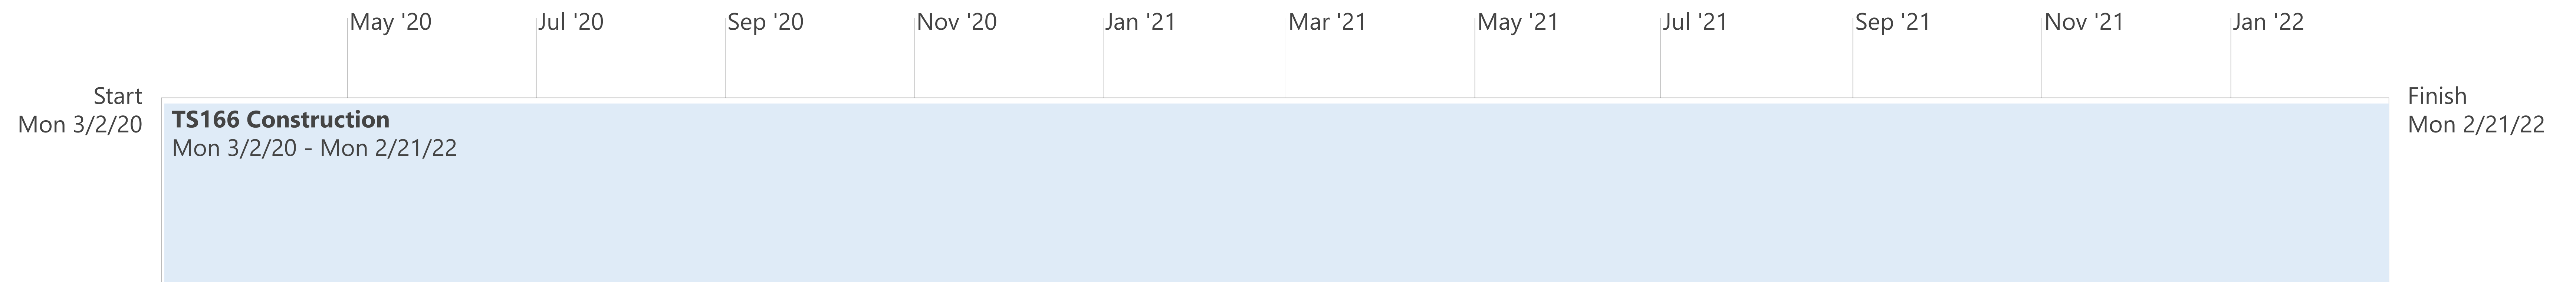 May '20 Jul '20 Sep '20 Nov '20 Jan '21 Mar '21 May '21 Jul '21 Sep '21 Nov '21 Jan '22
Start
Mon 3/2/20
TS166 Construction
Mon 3/2/20 - Mon 2/21/22
Finish
Mon 2/21/22